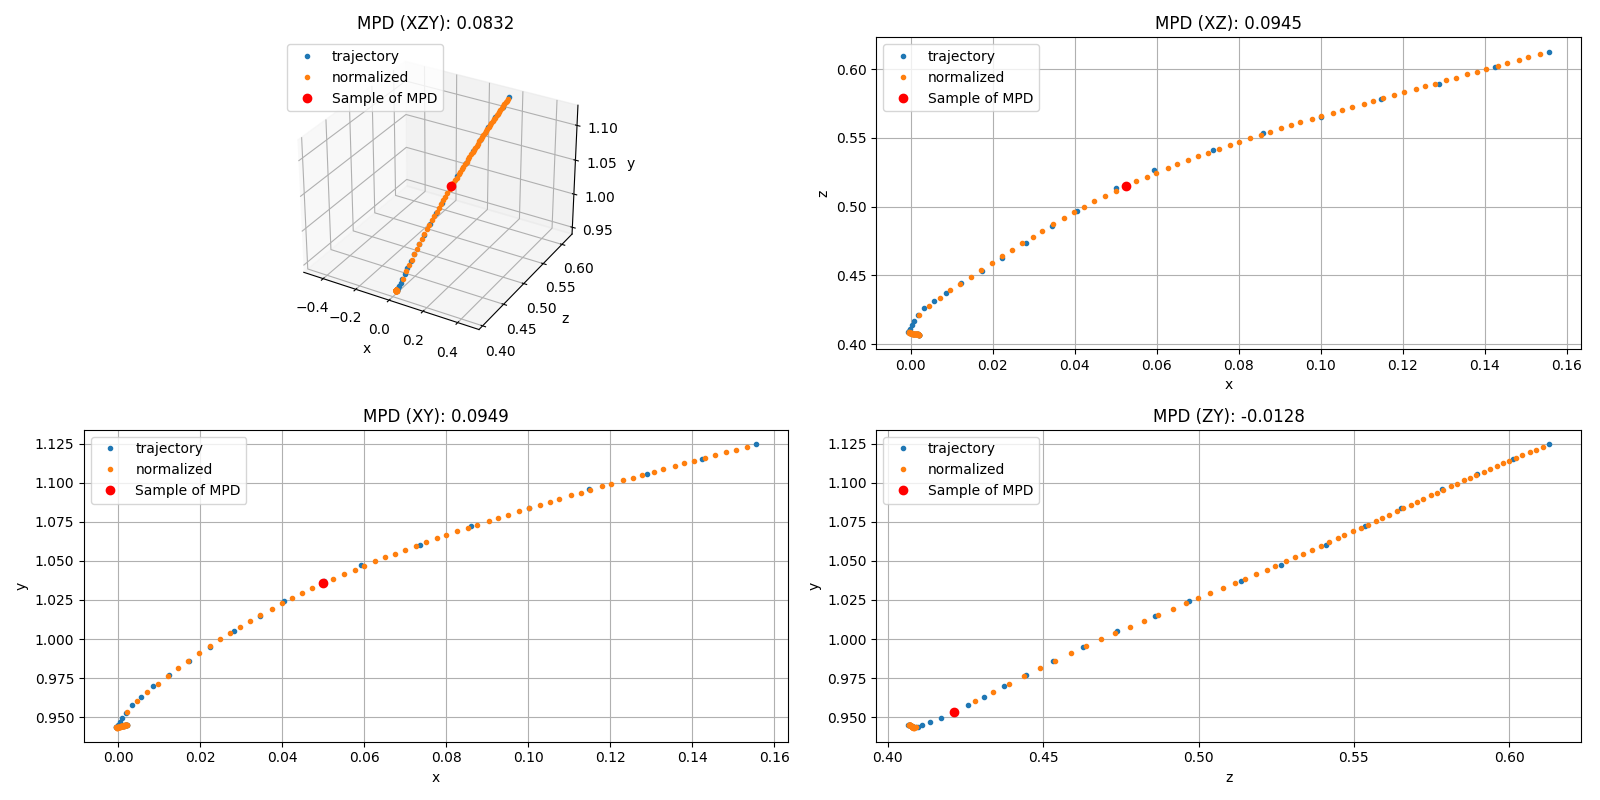 MPD (XZY): 0.0832
trajectory
normalized
Sample of MPD
1.10
1.05
1.00
0.95
y
0.60
0.55
0.50
0.45
0.40
z
−0.4
−0.2
0.0
0.2
0.4
x
MPD (XZ): 0.0945
trajectory
normalized
Sample of MPD
0.60
0.55
0.50
0.45
0.40
z
0.00 0.02 0.04 0.06 0.08 0.10 0.12 0.14 0.16
x
MPD (XY): 0.0949
trajectory
normalized
Sample of MPD
1.125
1.100
1.075
1.050
1.025
1.000
0.975
0.950
y
0.00 0.02 0.04 0.06 0.08 0.10 0.12 0.14 0.16
x
MPD (ZY): -0.0128
trajectory
normalized
Sample of MPD
1.125
1.100
1.075
1.050
1.025
1.000
0.975
0.950
y
0.40 0.45 0.50 0.55 0.60
z